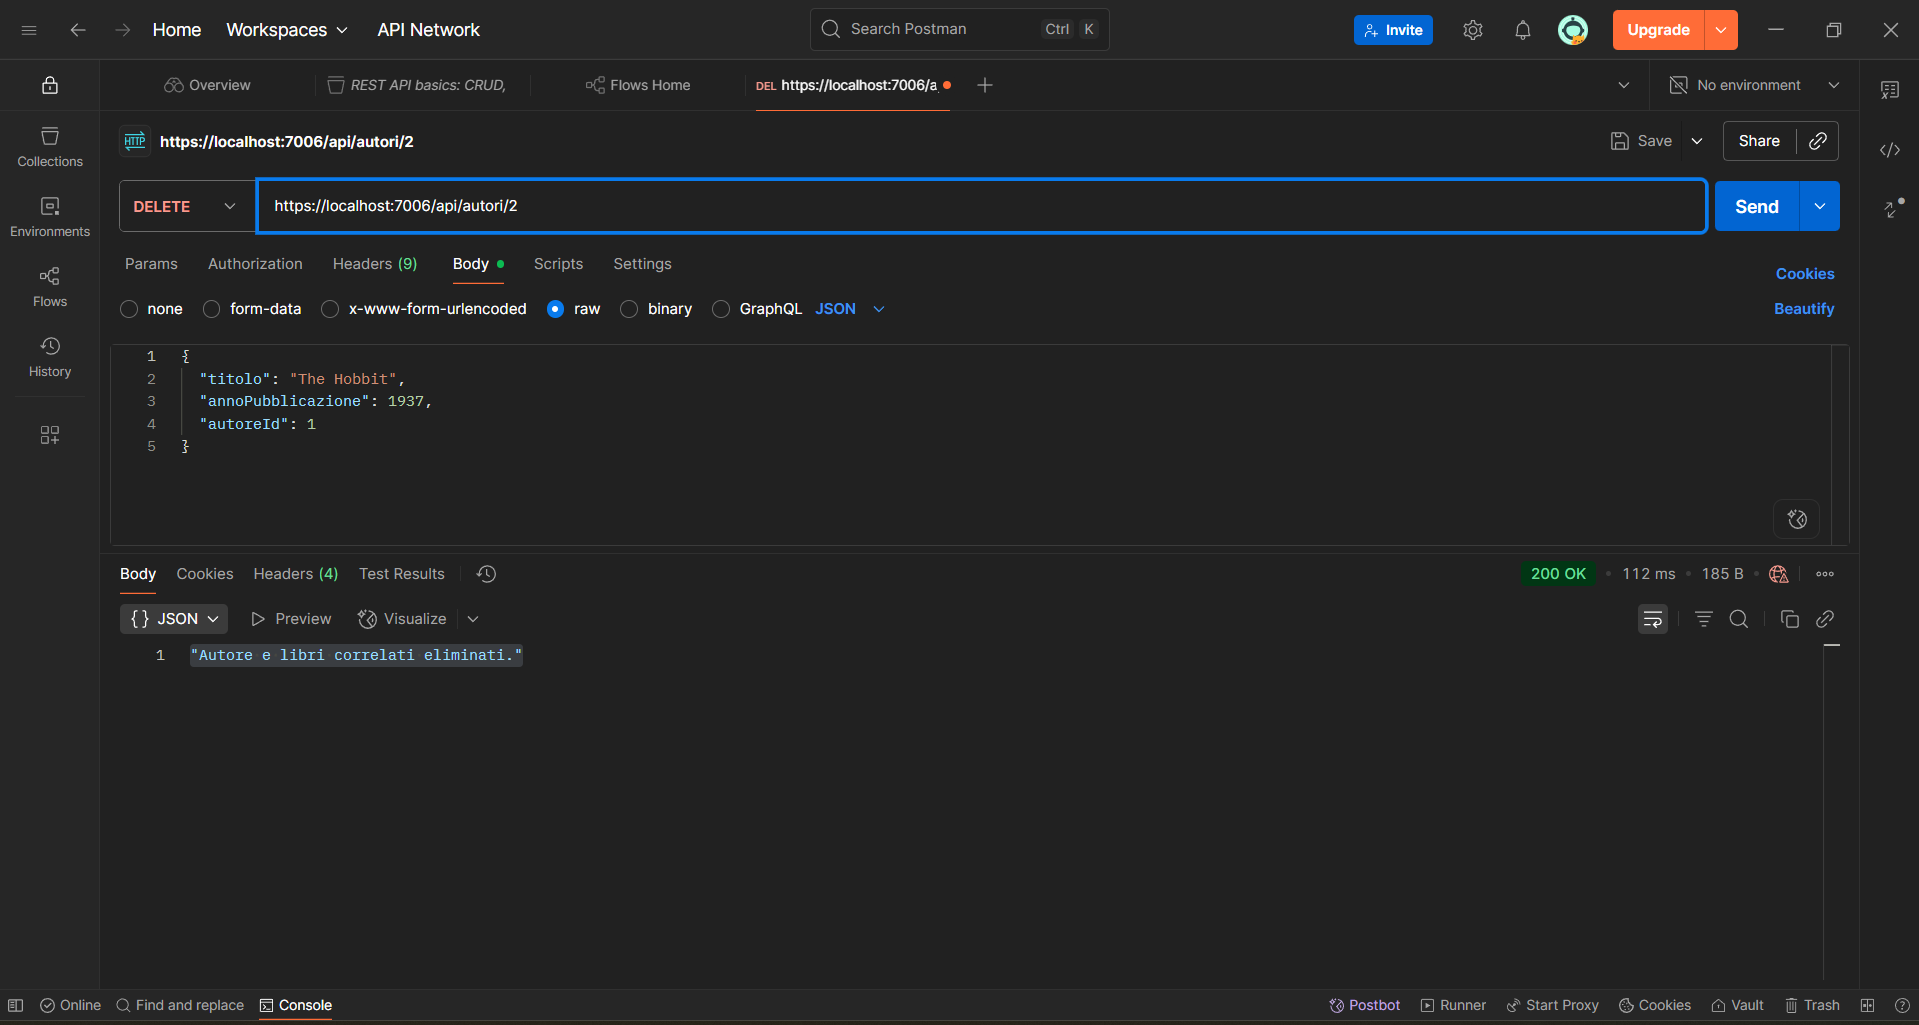 Home Workspaces API Network Search Postman Ctrl K Invite Upgrade
Overview REST API basics: CRUD, Flows Home DEL https://localhost:7006/a No environment
HTTP https://localhost:7006/api/autori/2 Save Share
Collections
Environments
Flows
History
DELETE https://localhost:7006/api/autori/2 Send
Params Authorization Headers (9) Body Scripts Settings Cookies
none form-data x-www-form-urlencoded raw binary GraphQL JSON Beautify
1 {
2 "titolo": "The Hobbit",
3 "annoPubblicazione": 1937,
4 "autoreId": 1
5 }
Body Cookies Headers (4) Test Results 200 OK • 112 ms • 185 B •
{} JSON Preview Visualize
1 "Autore e libri correlati eliminati."
Online Find and replace Console Postbot Runner Start Proxy Cookies Vault Trash